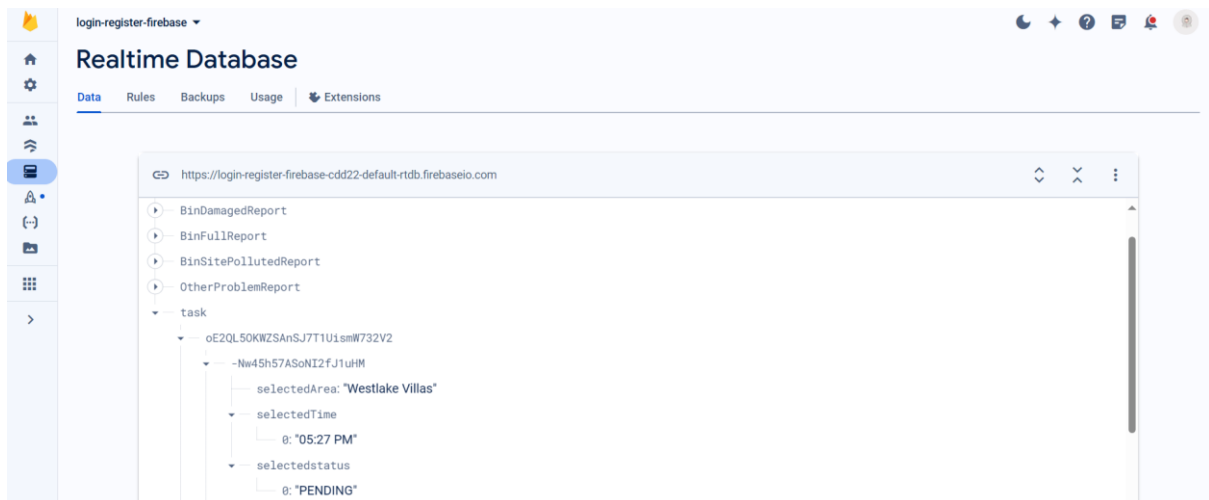 login-register-firebase
Realtime Database
Data Rules Backups Usage Extensions
https://login-register-firebase-cdd22-default-rtdb.firebaseio.com
BinDamagedReport
BinFullReport
BinSitePollutedReport
OtherProblemReport
task
oE2QL5OKWZSAnSJ7T1UismW732V2
-Nw45h57ASoNI2fJ1uHM
selectedArea: "Westlake Villas"
selectedTime
0: "05:27 PM"
selectedstatus
0: "PENDING"